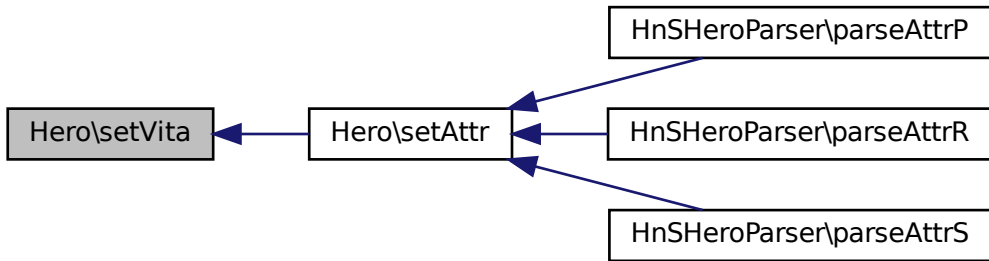 HnSHeroParser\parseAttrP
Hero\setVita
Hero\setAttr
HnSHeroParser\parseAttrR
HnSHeroParser\parseAttrS